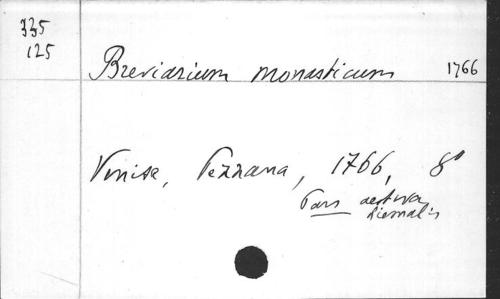 335
125
Breviarium monasticum 1766
Venise, Pezzana, 1766, 8°
Pars aestiva
hiemalis